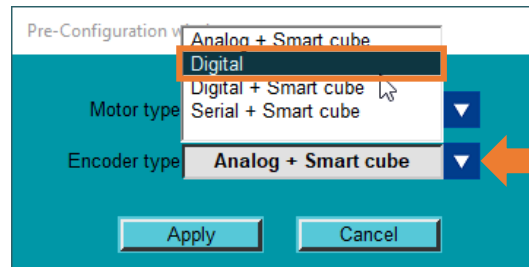 Pre-Configuration
Analog + Smart cube
Digital
Digital + Smart cube
Motor type
Serial + Smart cube
Encoder type
Analog + Smart cube
Apply
Cancel